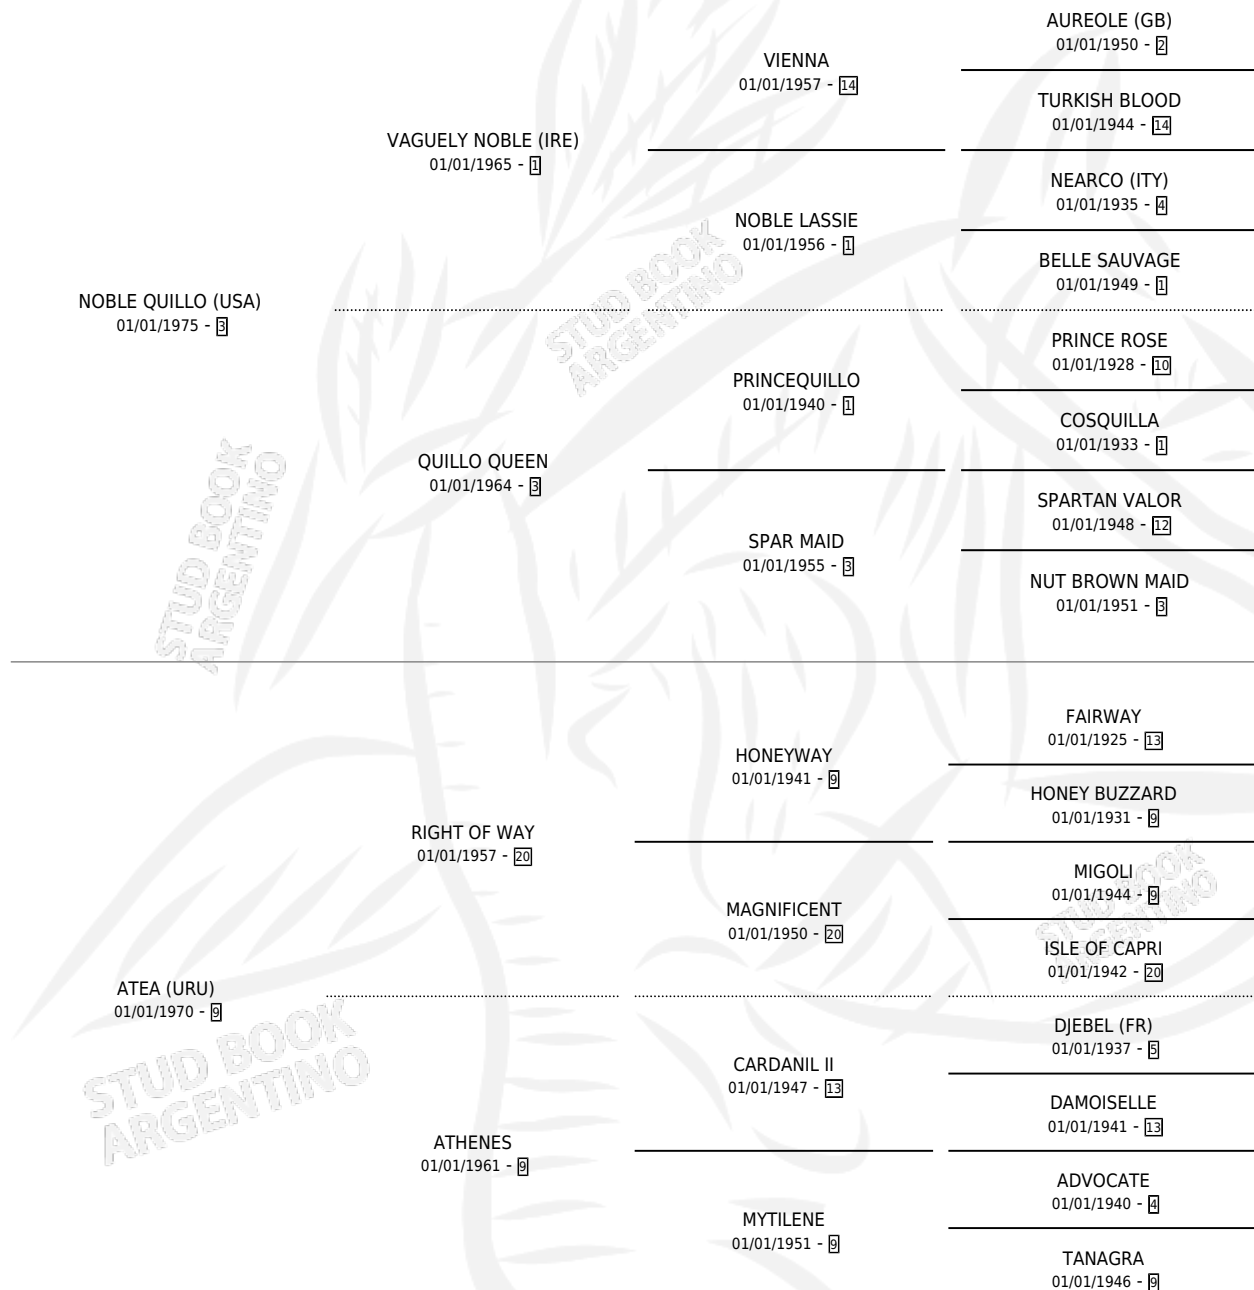 AUREOLE (GB)
01/01/1950 - 2
VIENNA
01/01/1957 - 14
TURKISH BLOOD
01/01/1944 - 14
VAGUELY NOBLE (IRE)
01/01/1965 - 1
NEARCO (ITY)
01/01/1935 - 4
NOBLE LASSIE
01/01/1956 - 1
BELLE SAUVAGE
01/01/1949 - 1
NOBLE QUILLO (USA)
01/01/1975 - 3
PRINCE ROSE
01/01/1928 - 10
PRINCEQUILLO
01/01/1940 - 1
COSQUILLA
01/01/1933 - 1
QUILLO QUEEN
01/01/1964 - 3
SPARTAN VALOR
01/01/1948 - 12
SPAR MAID
01/01/1955 - 3
NUT BROWN MAID
01/01/1951 - 3
FAIRWAY
01/01/1925 - 13
HONEYWAY
01/01/1941 - 9
HONEY BUZZARD
01/01/1931 - 9
RIGHT OF WAY
01/01/1957 - 20
MIGOLI
01/01/1944 - 9
MAGNIFICENT
01/01/1950 - 20
ISLE OF CAPRI
01/01/1942 - 20
ATEA (URU)
01/01/1970 - 9
DJEBEL (FR)
01/01/1937 - 5
CARDANIL II
01/01/1947 - 13
DAMOISELLE
01/01/1941 - 13
ATHENES
01/01/1961 - 9
ADVOCATE
01/01/1940 - 4
MYTILENE
01/01/1951 - 9
TANAGRA
01/01/1946 - 9
STUD BOOK
ARGENTINO
STUD BOOK
ARGENTINO
STUD BOOK
ARGENTINO
STUD BOOK
ARGENTINO